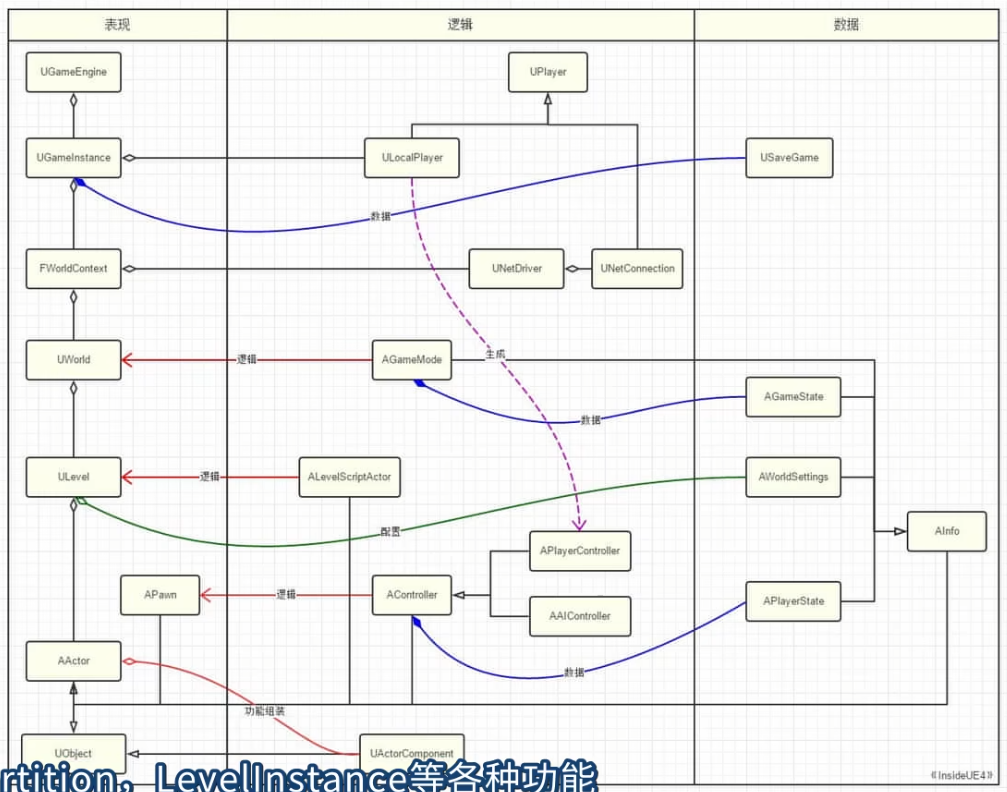 表现
逻辑
数据
UGameEngine
UPlayer
UGameInstance
ULocalPlayer
USaveGame
数据
FWorldContext
UNetDriver
UNetConnection
UWorld
逻辑
AGameMode
生成
AGameState
数据
ULevel
逻辑
ALevelScriptActor
AWorldSettings
配置
AInfo
APlayerController
APawn
逻辑
AController
AAIController
APlayerState
AActor
数据
功能组装
UObject
UActorComponent
《InsideUE4》
rtition，LevelInstance等各种功能